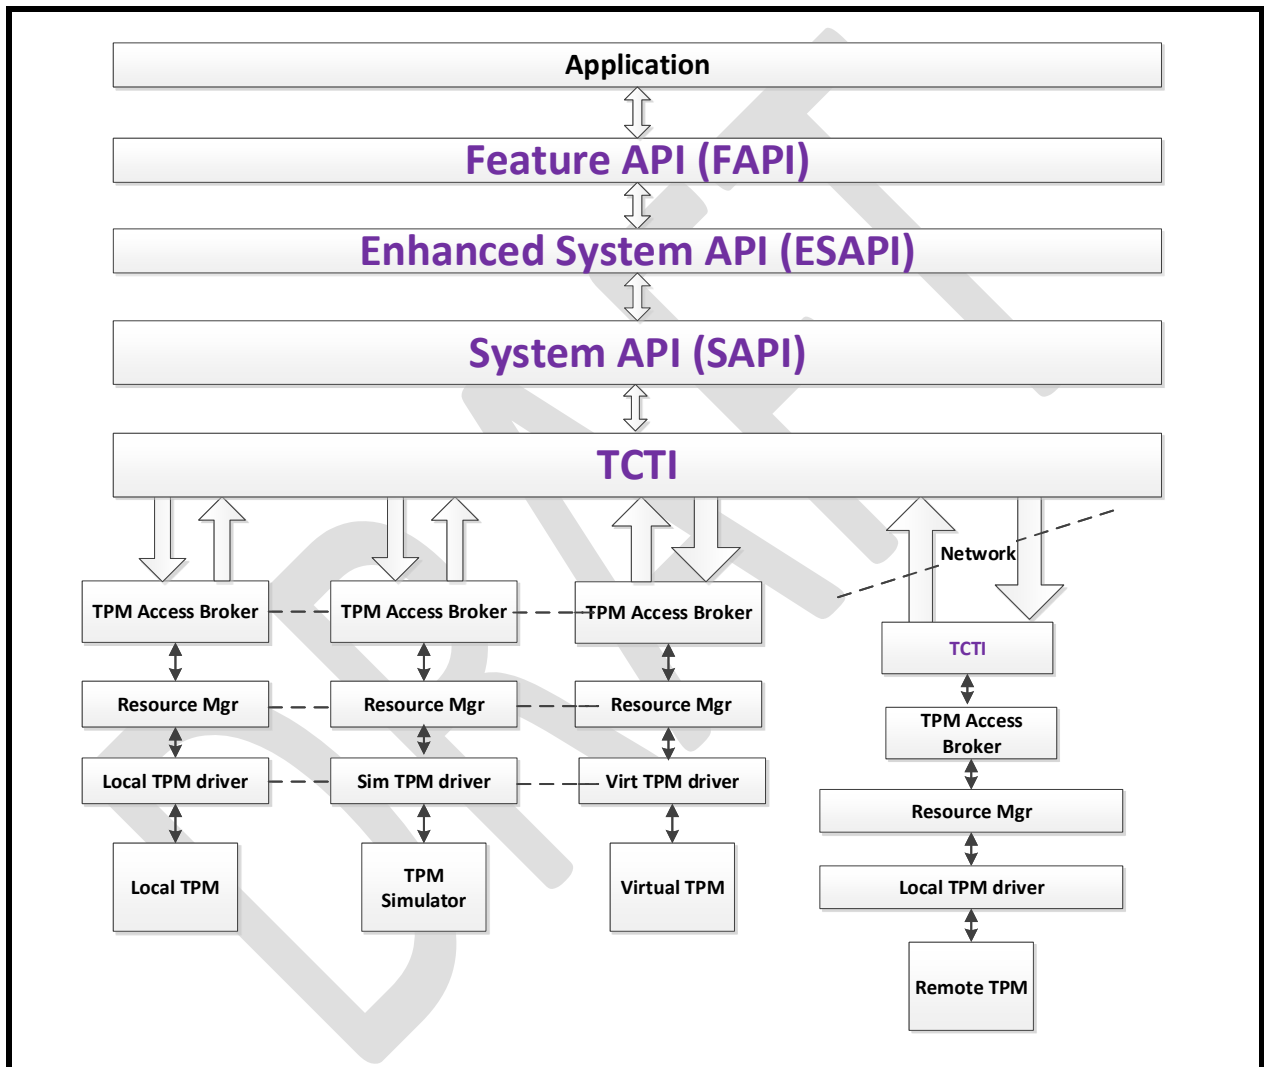 Application
Feature API (FAPI)
Enhanced System API (ESAPI)
System API (SAPI)
TCTI
Network
TPM Access Broker
TPM Access Broker
TPM Access Broker
TCTI
Resource Mgr
Resource Mgr
Resource Mgr
TPM Access
Broker
Local TPM driver
Sim TPM driver
Virt TPM driver
Resource Mgr
Local TPM
TPM
Simulator
Virtual TPM
Local TPM driver
Remote TPM
DRAFT